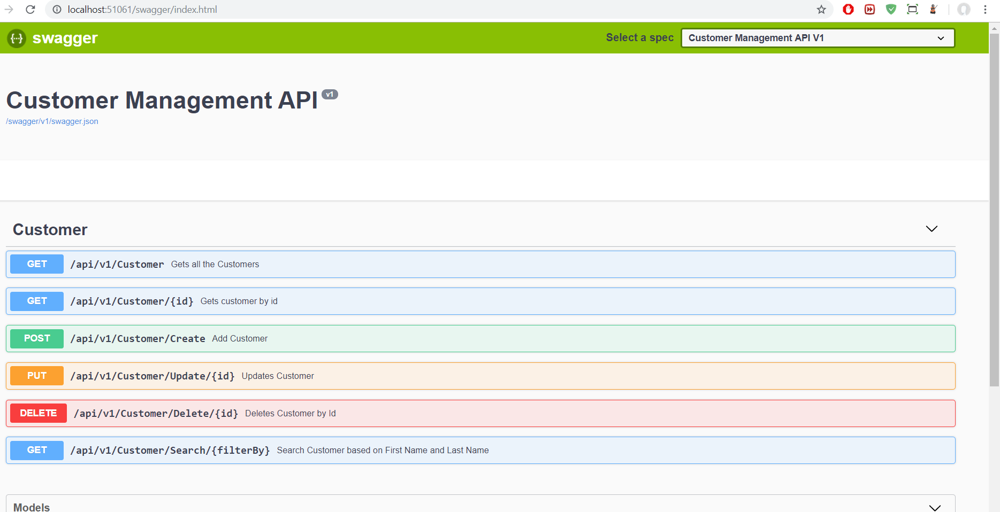 localhost:51061/swagger/index.html
{··} swagger
Select a spec
Customer Management API V1
Customer Management API v1
/swagger/v1/swagger.json
Customer
GET /api/v1/Customer Gets all the Customers
GET /api/v1/Customer/{id} Gets customer by id
POST /api/v1/Customer/Create Add Customer
PUT /api/v1/Customer/Update/{id} Updates Customer
DELETE /api/v1/Customer/Delete/{id} Deletes Customer by Id
GET /api/v1/Customer/Search/{filterBy} Search Customer based on First Name and Last Name
Models